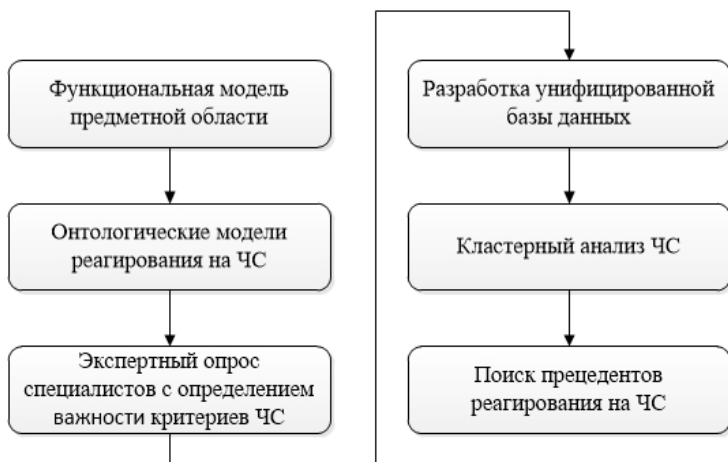 Функциональная модель
предметной области
Онтологические модели
реагирования на ЧС
Экспертный опрос
специалистов с определением
важности критериев ЧС
Разработка унифицированной
базы данных
Кластерный анализ ЧС
Поиск прецедентов
реагирования на ЧС